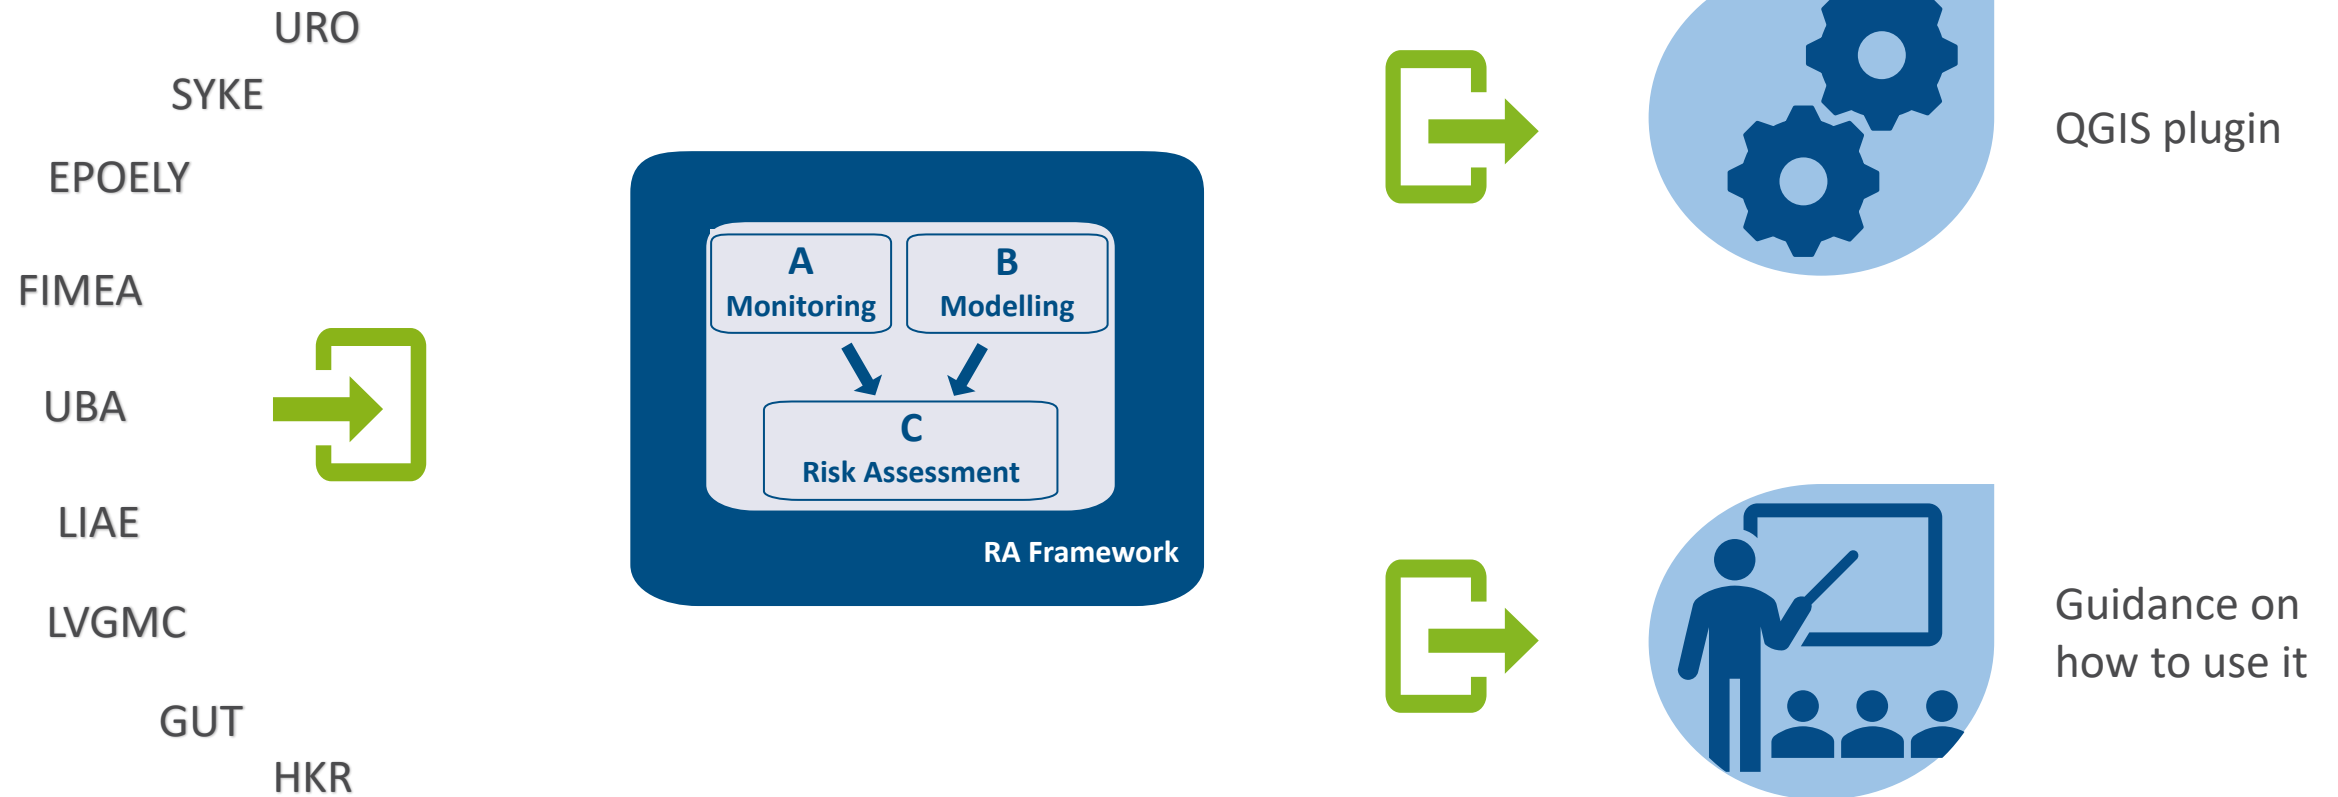 URO
SYKE
EPOELY
FIMEA
UBA
LIAE
LVGMC
GUT
HKR
A
Monitoring
B
Modelling
C
Risk Assessment
RA Framework
QGIS plugin
Guidance on
how to use it